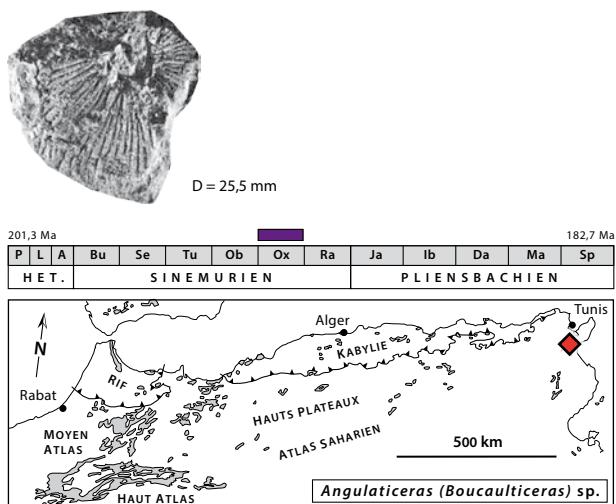 D = 25,5 mm
201,3 Ma 182,7 Ma
P L A Bu Se Tu Ob Ox Ra Ja Ib Da Ma Sp
HET. SINEMURIEN PLIENSBACHIEN
Tunis
Alger
KABYLIE
N
RIF
Rabat
HAUTS PLATEAUX
MOYEN
ATLAS
ATLAS SAHARIEN
500 km
HAUT ATLAS
Angulaticeras (Boucaulticeras) sp.